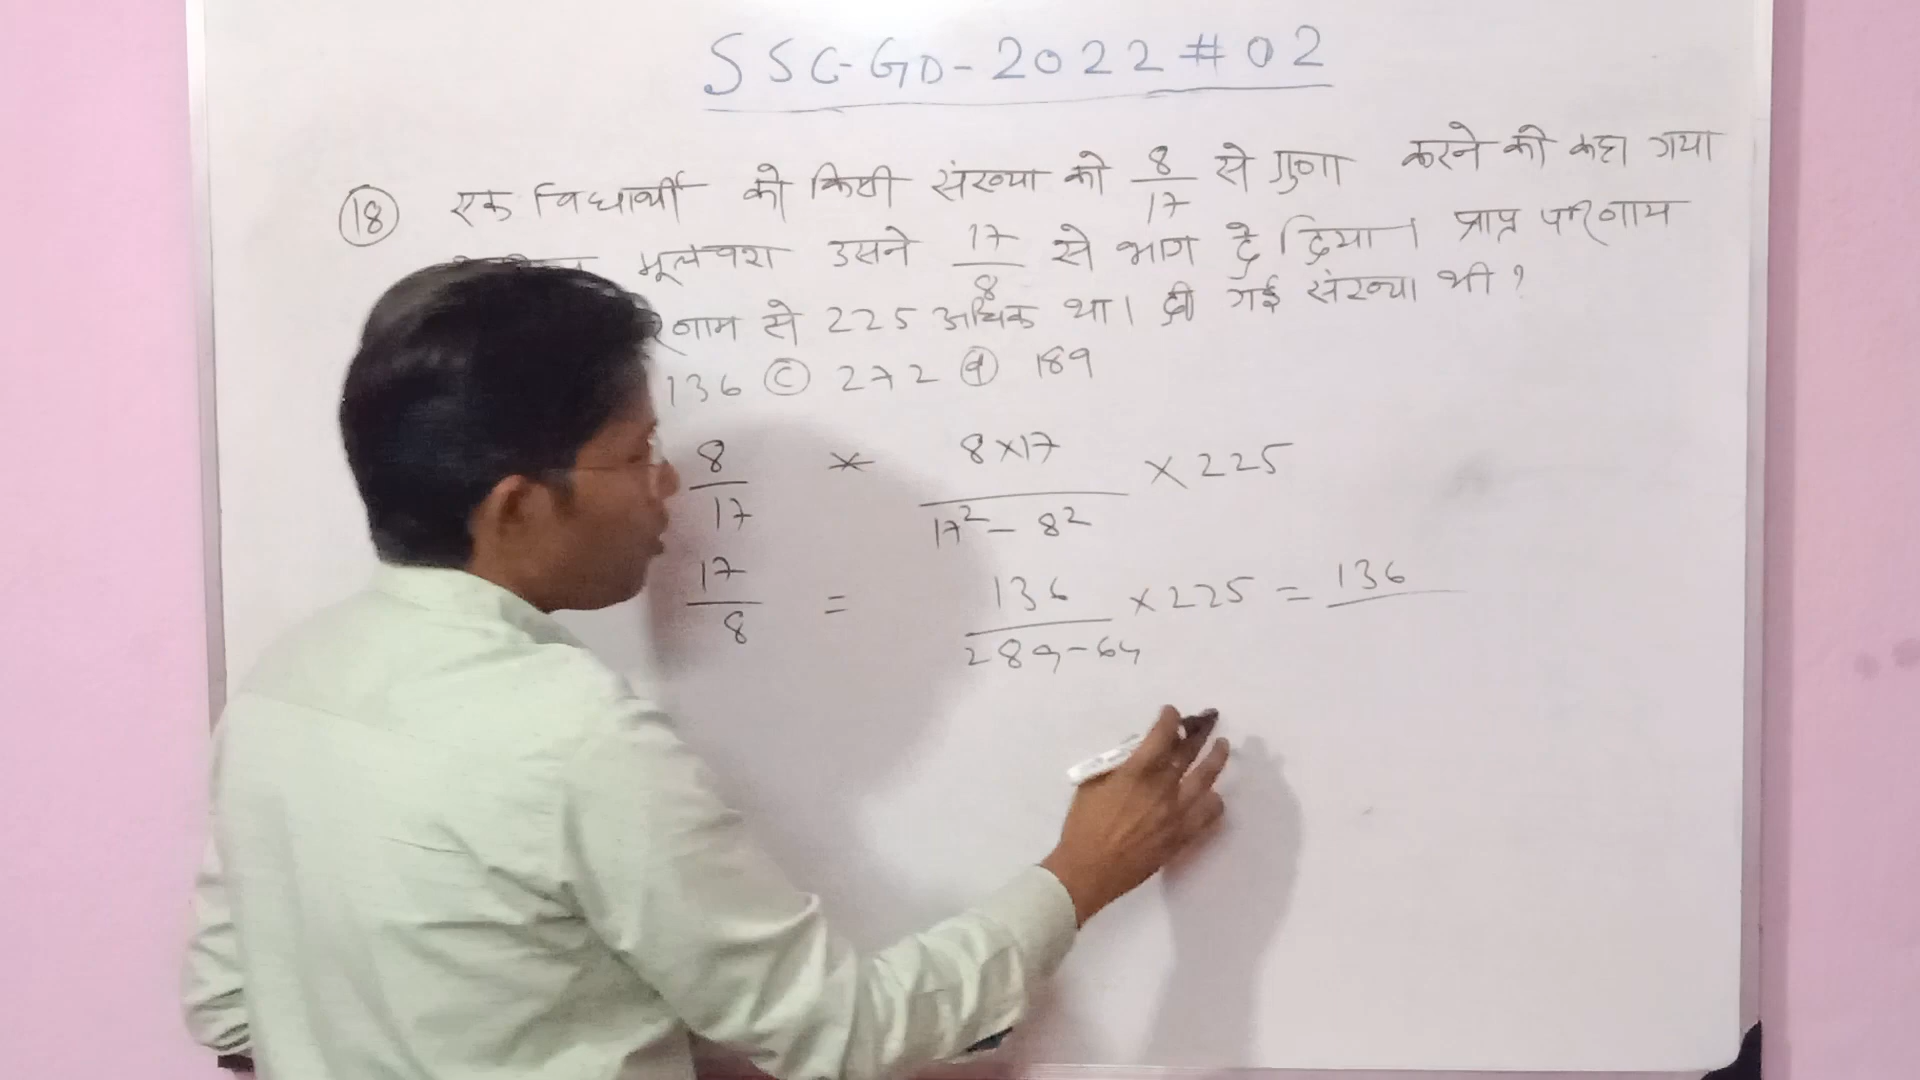 SSC-GD-2022#02
18 एक विधार्थी को किसी संख्या को 8/17 से गुणा करने को कहा गया
मूलवश उसने 17/8 से भाग दे दिया। प्राप्त परिणाम
रणाम से 225 अधिक था। दी गई संख्या थी?
136 c 272 d 189
8/17 * 8×17/17²-8² ×225
17/8 = 136/289-64 ×225 = 136